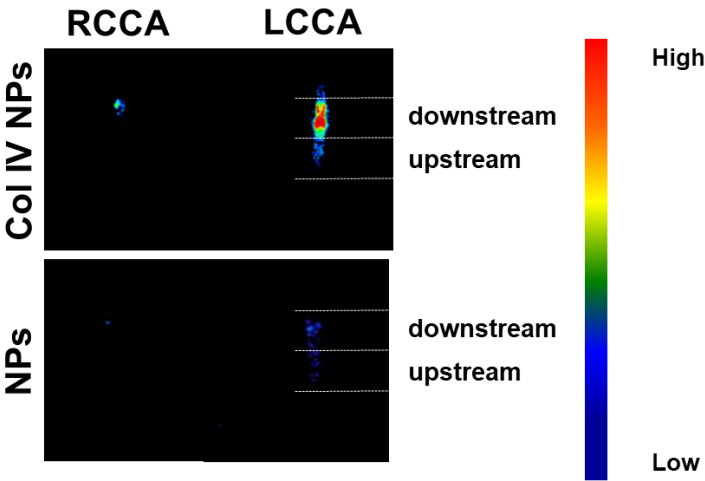 RCCA
LCCA
Col IV NPs
downstream
upstream
NPs
downstream
upstream
High
Low